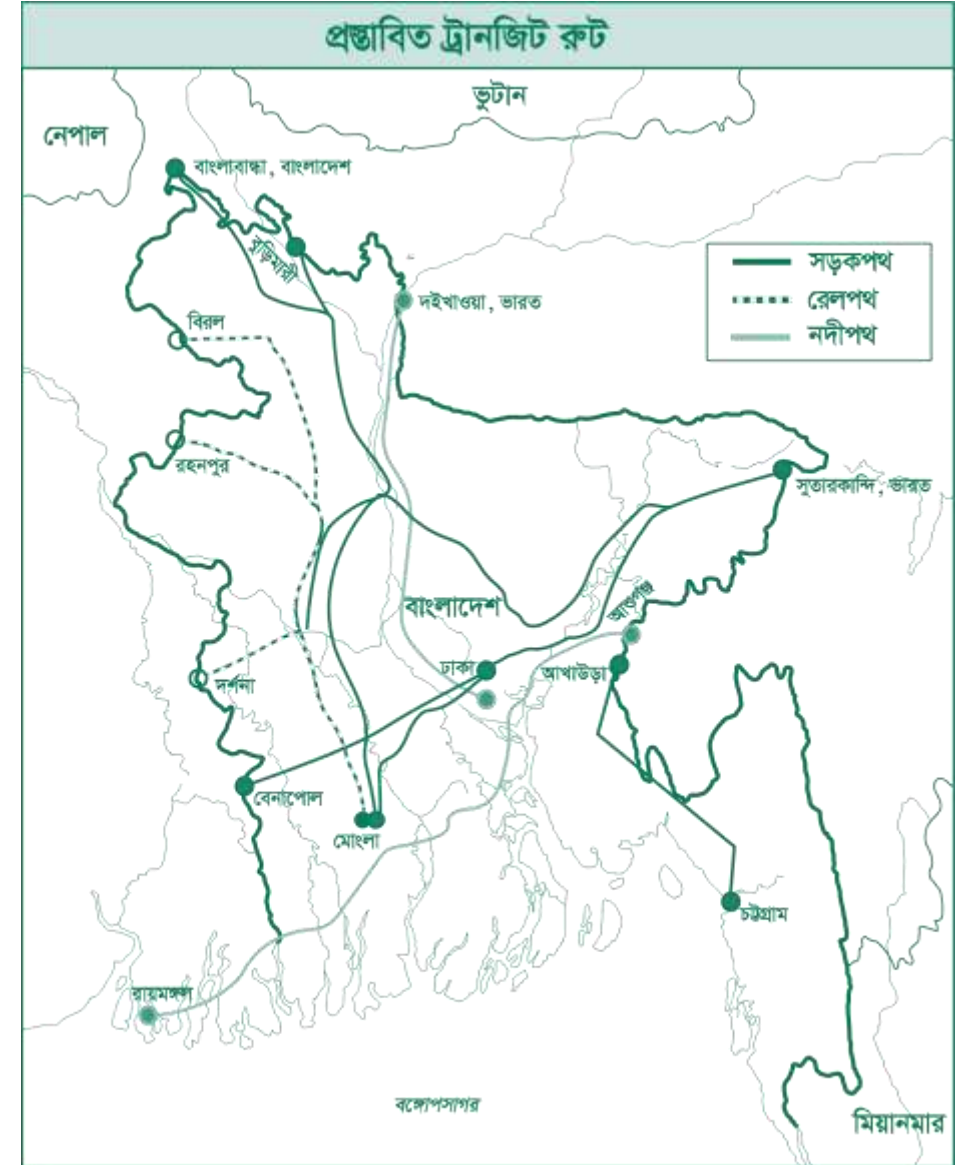 প্রস্তাবিত ট্রানজিট রুট
ভুটান
নেপাল
বাংলাবান্ধা, বাংলাদেশ
বুড়িমারী
সড়কপথ
দইখাওয়া, ভারত
রেলপথ
বিরল
নদীপথ
রহনপুর
সুতারকান্দি, ভারত
বাংলাদেশ
আশুগঞ্জ
ঢাকা
আখাউড়া
দর্শনা
বেনাপোল
মোংলা
চট্টগ্রাম
রায়মঙ্গল
বঙ্গোপসাগর
মিয়ানমার